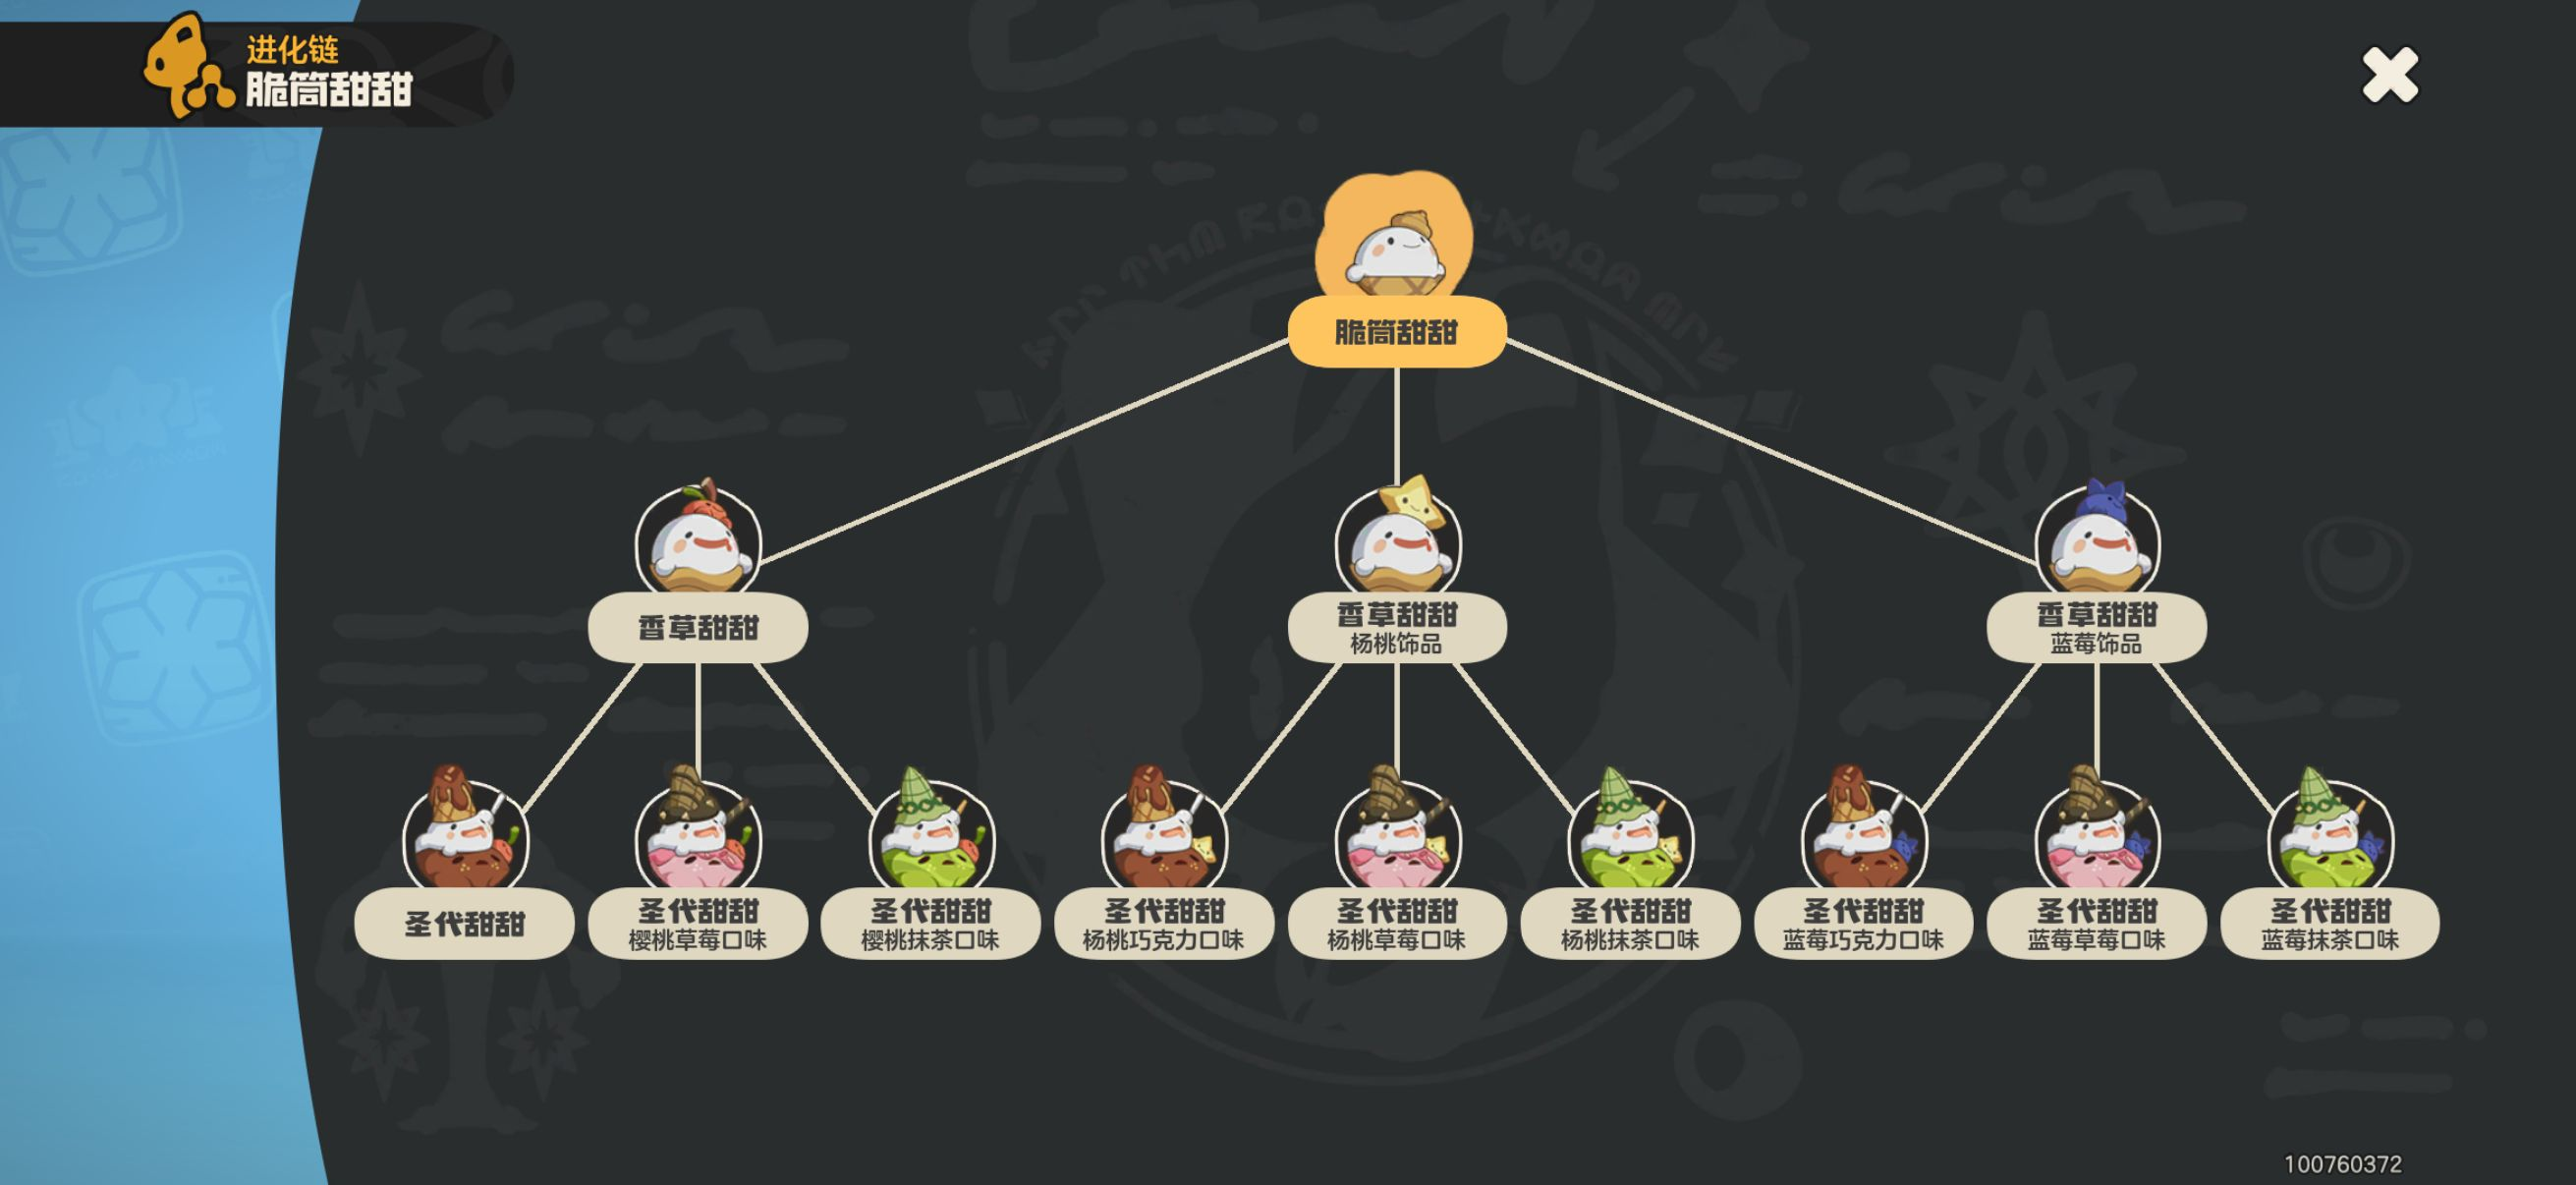 进化链
脆筒甜甜
脆筒甜甜
香草甜甜
香草甜甜
杨桃饰品
香草甜甜
蓝莓饰品
圣代甜甜
圣代甜甜
樱桃草莓口味
圣代甜甜
樱桃抹茶口味
圣代甜甜
杨桃巧克力口味
圣代甜甜
杨桃草莓口味
圣代甜甜
杨桃抹茶口味
圣代甜甜
蓝莓巧克力口味
圣代甜甜
蓝莓草莓口味
圣代甜甜
蓝莓抹茶口味
100760372